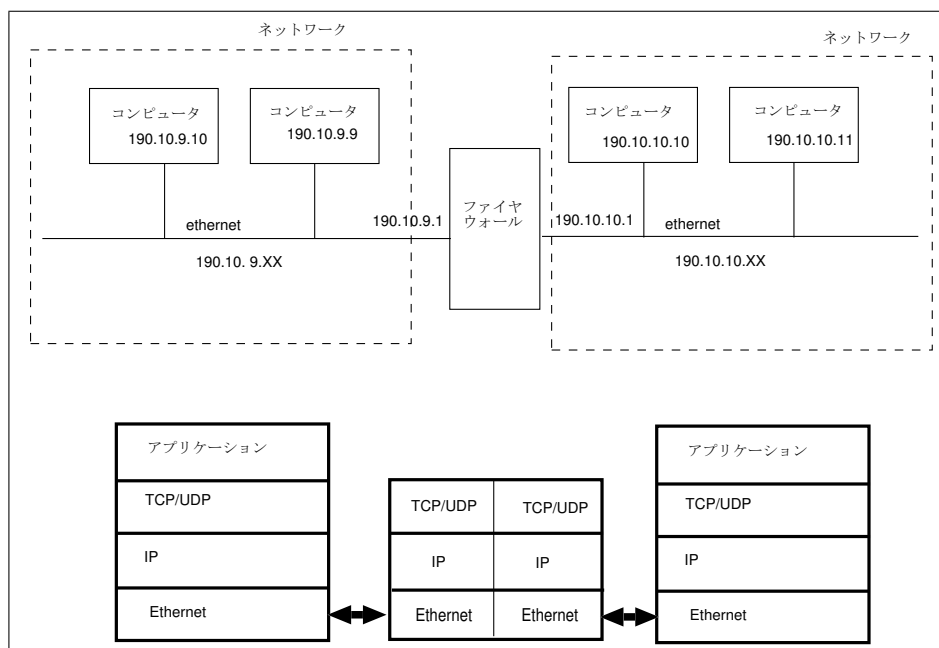 ネットワーク
ネットワーク
コンピュータ
190.10.9.10
コンピュータ
190.10.9.9
コンピュータ
190.10.10.10
コンピュータ
190.10.10.11
ファイヤ
ウォール
190.10.9.1
190.10.10.1
ethernet
ethernet
190.10. 9.XX
190.10.10.XX
アプリケーション
TCP/UDP
IP
Ethernet
TCP/UDP
TCP/UDP
IP
IP
Ethernet
Ethernet
アプリケーション
TCP/UDP
IP
Ethernet